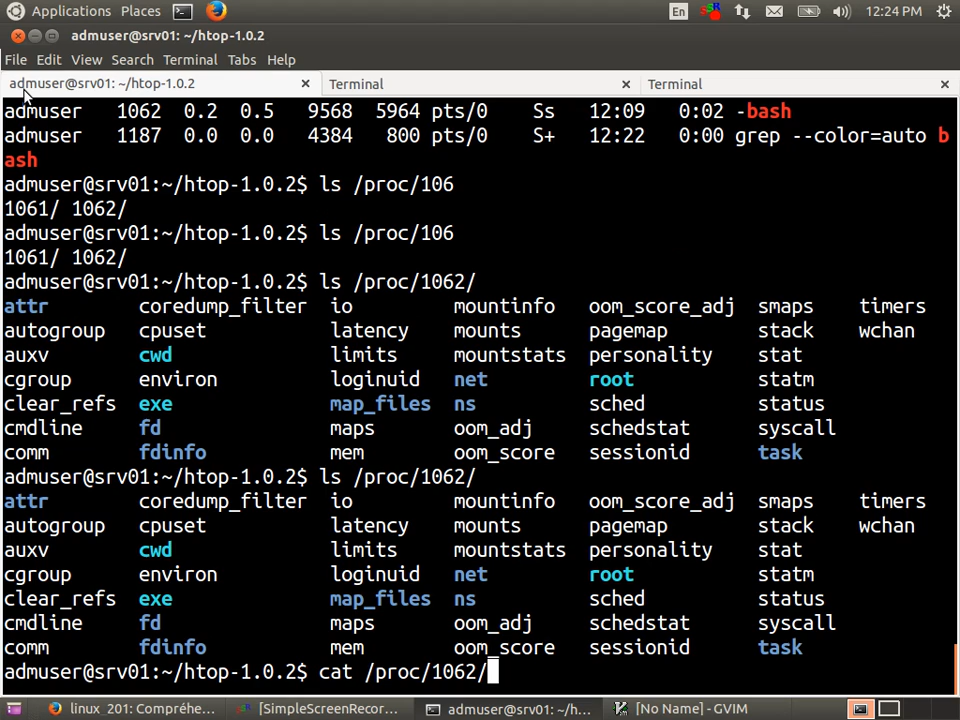 Applications Places En 12:24 PM
admuser@srv01: ~/htop-1.0.2
File Edit View Search Terminal Tabs Help
admuser@srv01: ~/htop-1.0.2 Terminal Terminal
admuser 1062 0.2 0.5 9568 5964 pts/0 Ss 12:09 0:02 -bash
admuser 1187 0.0 0.0 4384 800 pts/0 S+ 12:22 0:00 grep --color=auto b
ash
admuser@srv01:~/htop-1.0.2$ ls /proc/106
1061/ 1062/
admuser@srv01:~/htop-1.0.2$ ls /proc/106
1061/ 1062/
admuser@srv01:~/htop-1.0.2$ ls /proc/1062/
attr coredump_filter io mountinfo oom_score_adj smaps timers
autogroup cpuset latency mounts pagemap stack wchan
auxv cwd limits mountstats personality stat
cgroup environ loginuid net root statm
clear_refs exe map_files ns sched status
cmdline fd maps oom_adj schedstat syscall
comm fdinfo mem oom_score sessionid task
admuser@srv01:~/htop-1.0.2$ ls /proc/1062/
attr coredump_filter io mountinfo oom_score_adj smaps timers
autogroup cpuset latency mounts pagemap stack wchan
auxv cwd limits mountstats personality stat
cgroup environ loginuid net root statm
clear_refs exe map_files ns sched status
cmdline fd maps oom_adj schedstat syscall
comm fdinfo mem oom_score sessionid task
admuser@srv01:~/htop-1.0.2$ cat /proc/1062/
linux_201: Compréhe... [SimpleScreenRecor... admuser@srv01: ~/h... [No Name] - GVIM